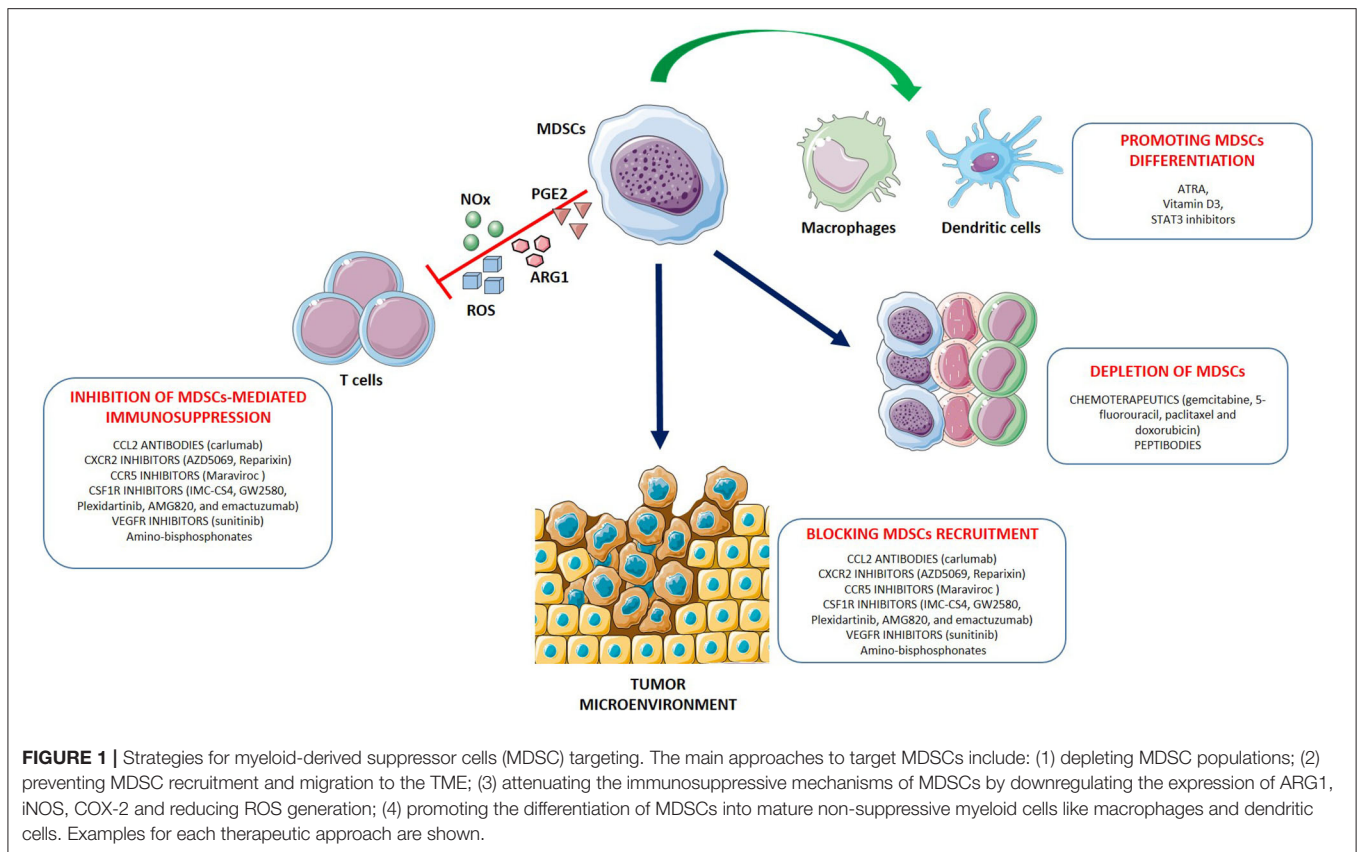 MDSCs
PGE2
NOx
ARG1
ROS
T cells
Macrophages
Dendritic cells
PROMOTING MDSCs
DIFFERENTIATION
ATRA,
Vitamin D3,
STAT3 inhibitors
INHIBITION OF MDSCs-MEDIATED
IMMUNOSUPPRESSION
CCL2 ANTIBODIES (carlumab)
CXCR2 INHIBITORS (AZD5069, Reparixin)
CCR5 INHIBITORS (Maraviroc )
CSF1R INHIBITORS (IMC-CS4, GW2580,
Plexidartinib, AMG820, and emactuzumab)
VEGFR INHIBITORS (sunitinib)
Amino-bisphosphonates
DEPLETION OF MDSCs
CHEMOTERAPEUTICS (gemcitabine, 5-
fluorouracil, paclitaxel and
doxorubicin)
PEPTIBODIES
BLOCKING MDSCs RECRUITMENT
CCL2 ANTIBODIES (carlumab)
CXCR2 INHIBITORS (AZD5069, Reparixin)
CCR5 INHIBITORS (Maraviroc )
CSF1R INHIBITORS (IMC-CS4, GW2580,
Plexidartinib, AMG820, and emactuzumab)
VEGFR INHIBITORS (sunitinib)
Amino-bisphosphonates
TUMOR
MICROENVIRONMENT
FIGURE 1 | Strategies for myeloid-derived suppressor cells (MDSC) targeting. The main approaches to target MDSCs include: (1) depleting MDSC populations; (2)
preventing MDSC recruitment and migration to the TME; (3) attenuating the immunosuppressive mechanisms of MDSCs by downregulating the expression of ARG1,
iNOS, COX-2 and reducing ROS generation; (4) promoting the differentiation of MDSCs into mature non-suppressive myeloid cells like macrophages and dendritic
cells. Examples for each therapeutic approach are shown.